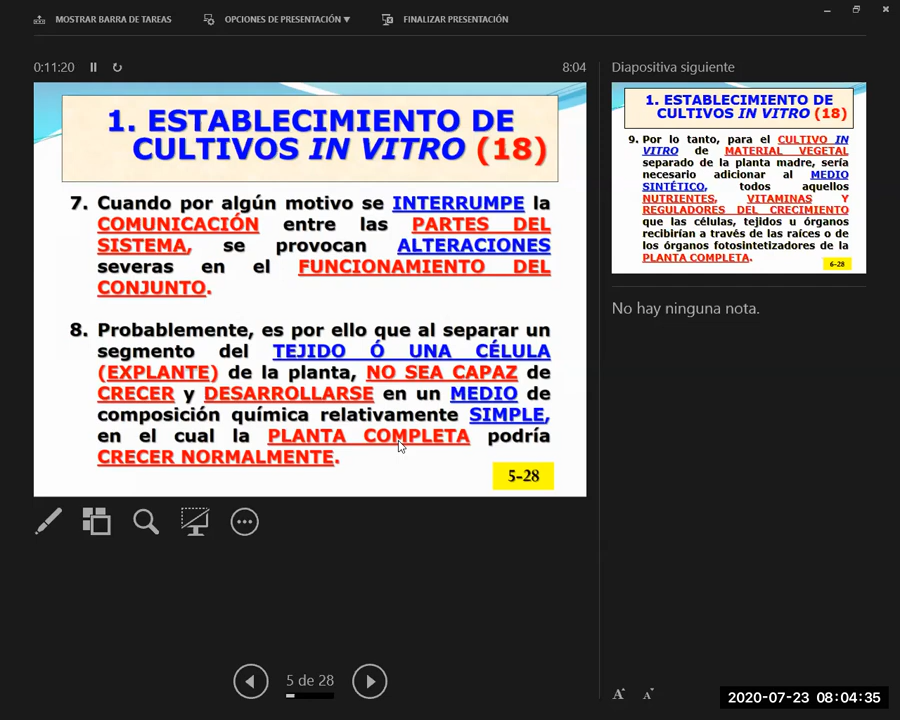 MOSTRAR BARRA DE TAREAS
OPCIONES DE PRESENTACIÓN ▼
FINALIZAR PRESENTACIÓN
0:11:20
8:04
1. ESTABLECIMIENTO DE
CULTIVOS IN VITRO (18)
7. Cuando por algún motivo se INTERRUMPE la
COMUNICACIÓN entre las PARTES DEL
SISTEMA, se provocan ALTERACIONES
severas en el FUNCIONAMIENTO DEL
CONJUNTO.
8. Probablemente, es por ello que al separar un
segmento del TEJIDO Ó UNA CÉLULA
(EXPLANTE) de la planta, NO SEA CAPAZ de
CRECER y DESARROLLARSE en un MEDIO de
composición química relativamente SIMPLE,
en el cual la PLANTA COMPLETA podría
CRECER NORMALMENTE.
5-28
Diapositiva siguiente
1. ESTABLECIMIENTO DE
CULTIVOS IN VITRO (18)
9. Por lo tanto, para el CULTIVO IN
VITRO de MATERIAL VEGETAL
separado de la planta madre, sería
necesario adicionar al MEDIO
SINTÉTICO, todos aquellos
NUTRIENTES, VITAMINAS Y
REGULADORES DEL CRECIMIENTO
que las células, tejidos u órganos
recibirían a través de las raíces o de
los órganos fotosintetizadores de la
PLANTA COMPLETA.
6-28
No hay ninguna nota.
5 de 28
A A
2020-07-23 08:04:35